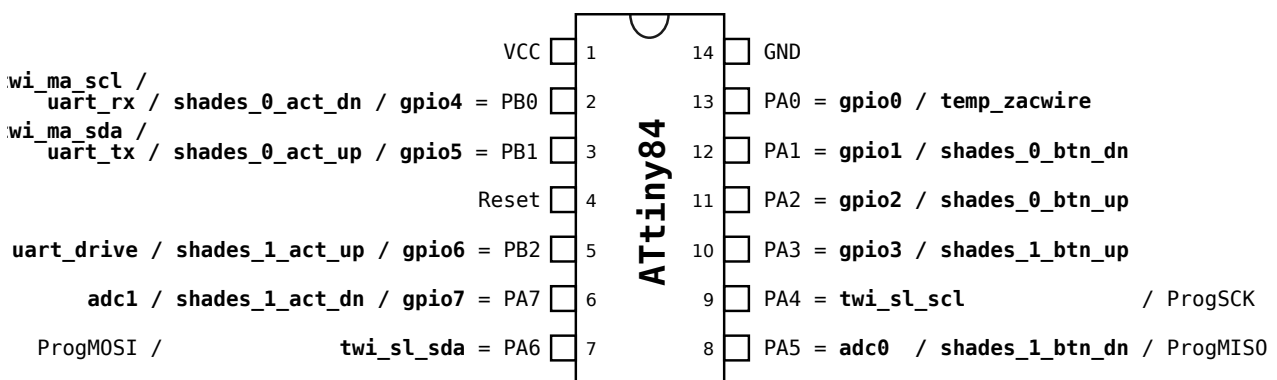 VCC 1 14 GND
wi_ma_scl /
uart_rx / shades_0_act_dn / gpio4 = PB0 2 13 PA0 = gpio0 / temp_zacwire
wi_ma_sda /
uart_tx / shades_0_act_up / gpio5 = PB1 3 12 PA1 = gpio1 / shades_0_btn_dn
Reset 4 11 PA2 = gpio2 / shades_0_btn_up
uart_drive / shades_1_act_up / gpio6 = PB2 5 10 PA3 = gpio3 / shades_1_btn_up
adc1 / shades_1_act_dn / gpio7 = PA7 6 9 PA4 = twi_sl_scl / ProgSCK
ProgMOSI / twi_sl_sda = PA6 7 8 PA5 = adc0 / shades_1_btn_dn / ProgMISO
ATtiny84